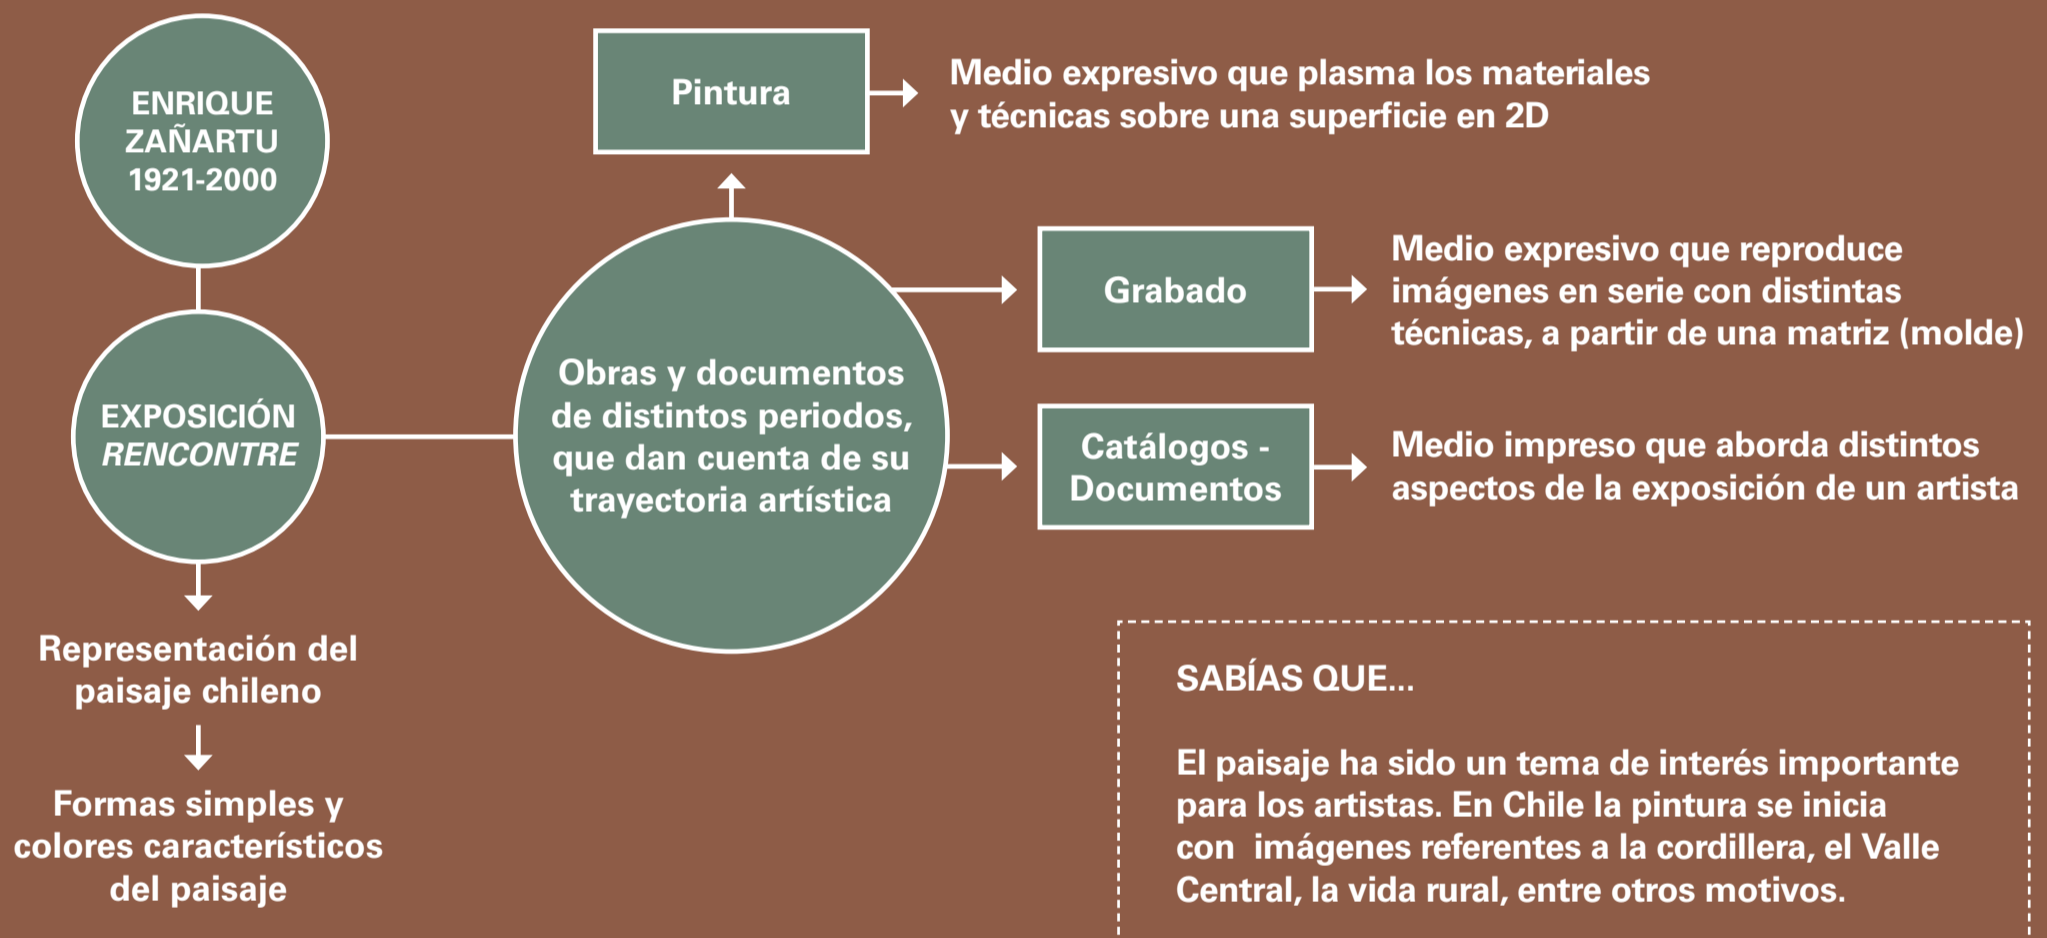 ENRIQUE
ZAÑARTU
1921-2000
EXPOSICIÓN
RENCONTRE
Representación del
paisaje chileno
Formas simples y
colores característicos
del paisaje
Obras y documentos
de distintos periodos,
que dan cuenta de su
trayectoria artística
Pintura
Medio expresivo que plasma los materiales
y técnicas sobre una superficie en 2D
Grabado
Medio expresivo que reproduce
imágenes en serie con distintas
técnicas, a partir de una matriz (molde)
Catálogos -
Documentos
Medio impreso que aborda distintos
aspectos de la exposición de un artista
SABÍAS QUE...
El paisaje ha sido un tema de interés importante
para los artistas. En Chile la pintura se inicia
con  imágenes referentes a la cordillera, el Valle
Central, la vida rural, entre otros motivos.